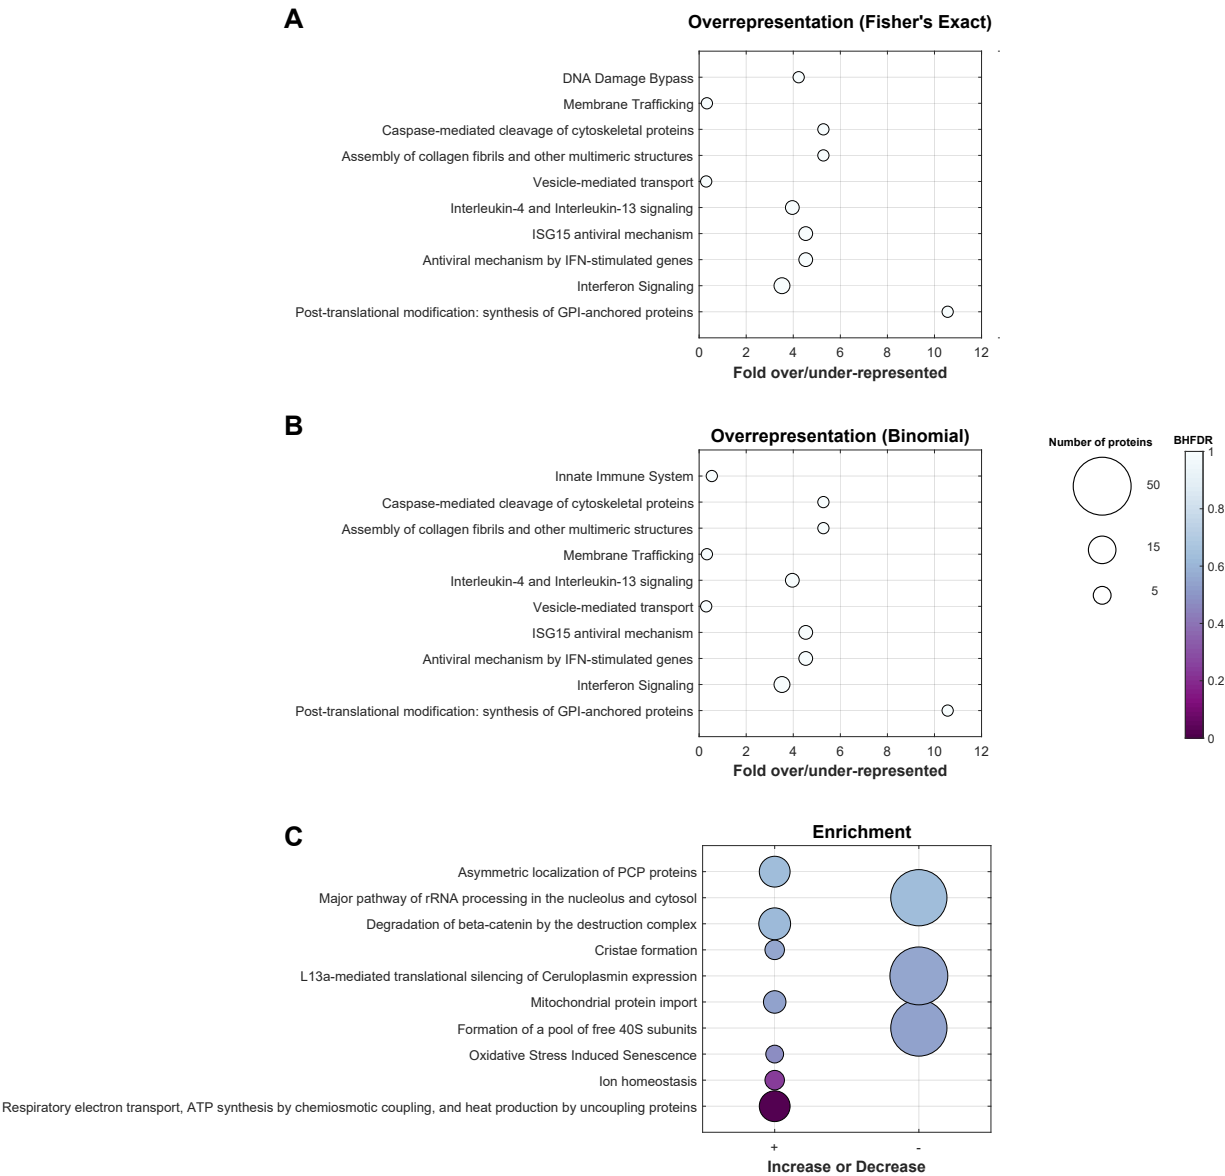 A
Overrepresentation (Fisher's Exact)
DNA Damage Bypass
Membrane Trafficking
Caspase-mediated cleavage of cytoskeletal proteins
Assembly of collagen fibrils and other multimeric structures
Vesicle-mediated transport
Interleukin-4 and Interleukin-13 signaling
ISG15 antiviral mechanism
Antiviral mechanism by IFN-stimulated genes
Interferon Signaling
Post-translational modification: synthesis of GPI-anchored proteins
0 2 4 6 8 10 12
Fold over/under-represented
B
Overrepresentation (Binomial)
Innate Immune System
Caspase-mediated cleavage of cytoskeletal proteins
Assembly of collagen fibrils and other multimeric structures
Membrane Trafficking
Interleukin-4 and Interleukin-13 signaling
Vesicle-mediated transport
ISG15 antiviral mechanism
Antiviral mechanism by IFN-stimulated genes
Interferon Signaling
Post-translational modification: synthesis of GPI-anchored proteins
0 2 4 6 8 10 12
Fold over/under-represented
Number of proteins
50
15
5
BHFDR
1
0.8
0.6
0.4
0.2
0
C
Enrichment
Asymmetric localization of PCP proteins
Major pathway of rRNA processing in the nucleolus and cytosol
Degradation of beta-catenin by the destruction complex
Cristae formation
L13a-mediated translational silencing of Ceruloplasmin expression
Mitochondrial protein import
Formation of a pool of free 40S subunits
Oxidative Stress Induced Senescence
Ion homeostasis
Respiratory electron transport, ATP synthesis by chemiosmotic coupling, and heat production by uncoupling proteins
+ -
Increase or Decrease